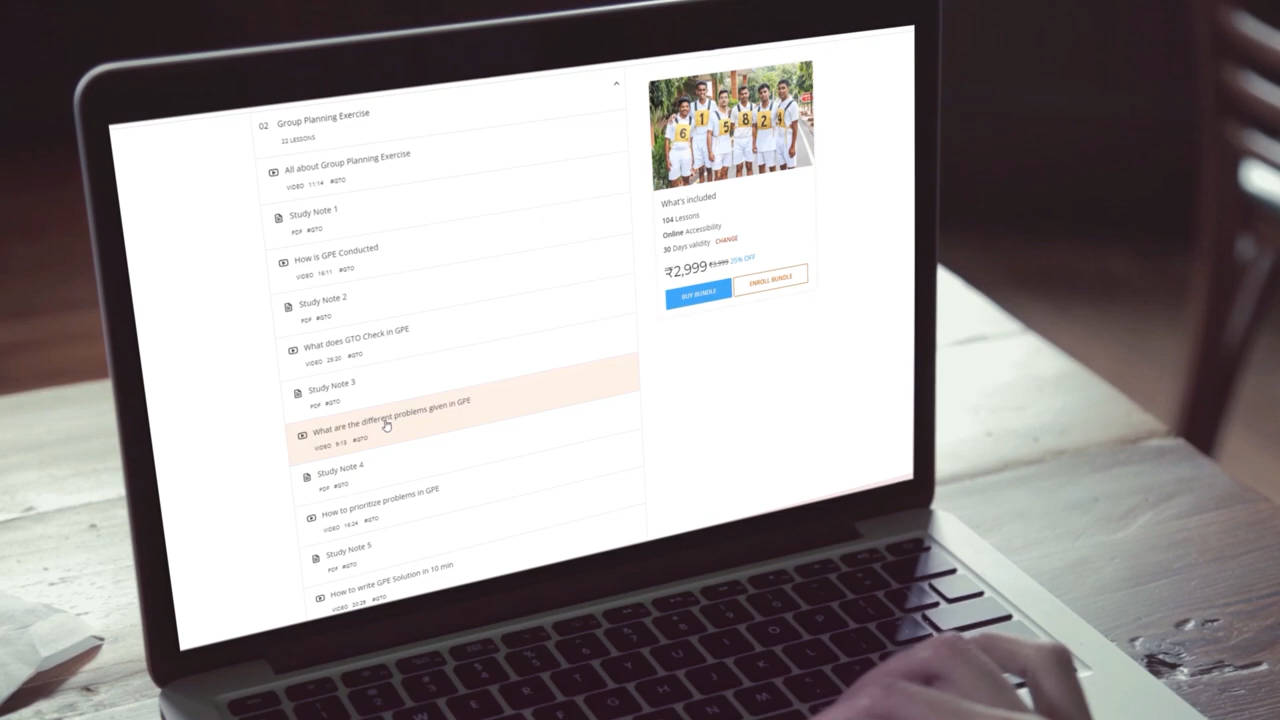 02 Group Planning Exercise
22 LESSONS
All about Group Planning Exercise
VIDEO 11:14 #GTO
Study Note 1
PDF #GTO
How is GPE Conducted
VIDEO 16:11 #GTO
Study Note 2
PDF #GTO
What does GTO Check in GPE
VIDEO 25:20 #GTO
Study Note 3
PDF #GTO
What are the different problems given in GPE
VIDEO 9:13 #GTO
Study Note 4
PDF #GTO
How to prioritize problems in GPE
VIDEO 16:24 #GTO
Study Note 5
PDF #GTO
How to write GPE Solution in 10 min
VIDEO 20:25 #GTO
6 1 5 8 2 4
What's included
104 Lessons
Online Accessibility
30 Days validity CHANGE
₹2,999 ₹3,999 25% OFF
BUY BUNDLE ENROLL BUNDLE